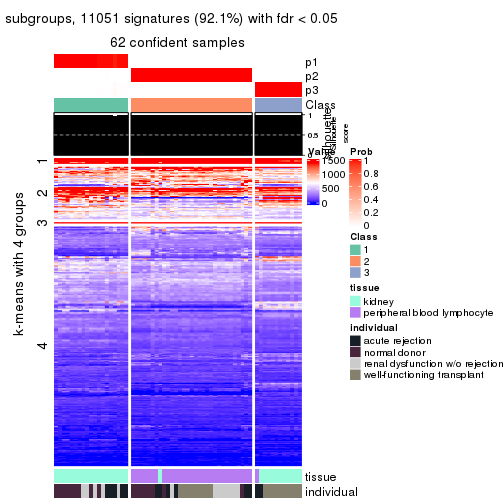 subgroups, 11051 signatures (92.1%) with fdr < 0.05
62 confident samples
p1
p2
p3
Class
1
0.5
0
Silhouette
score
k-means with 4 groups
1
2
3
4
Value
1500
1000
500
0
Prob
1
0.8
0.6
0.4
0.2
0
Class
1
2
3
tissue
kidney
peripheral blood lymphocyte
individual
acute rejection
normal donor
renal dysfunction w/o rejection
well-functioning transplant
tissue
individual